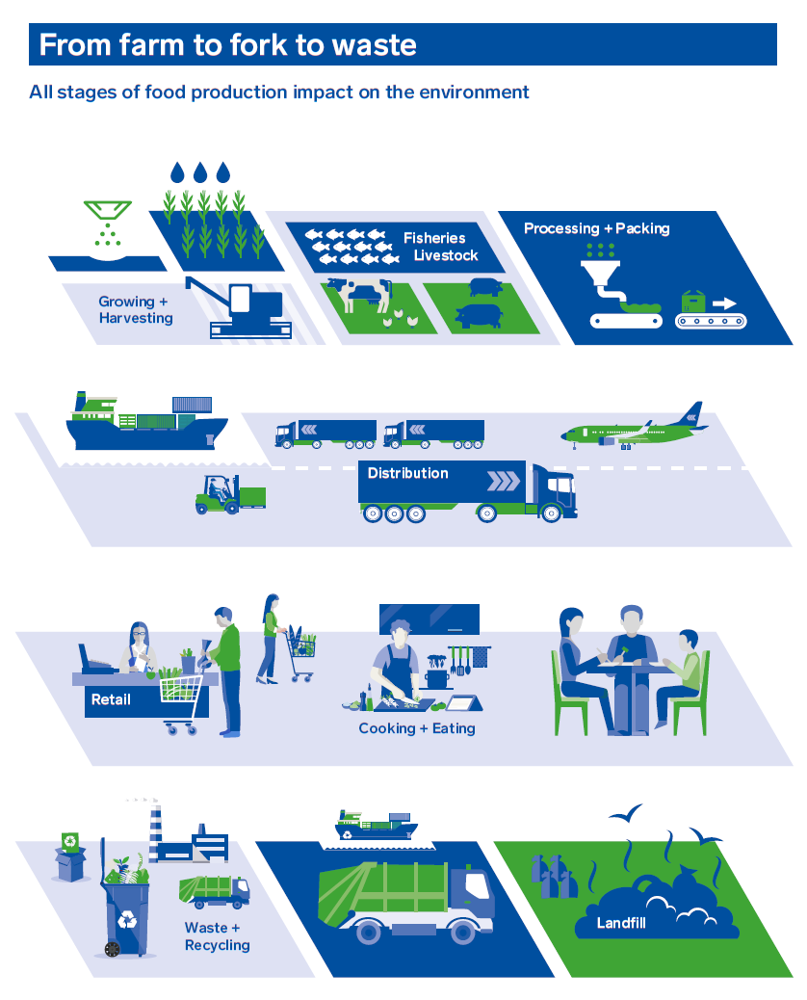 From farm to fork to waste
All stages of food production impact on the environment
Growing +
Harvesting
Fisheries
Livestock
Processing + Packing
Distribution
Retail
Cooking + Eating
Waste +
Recycling
Landfill